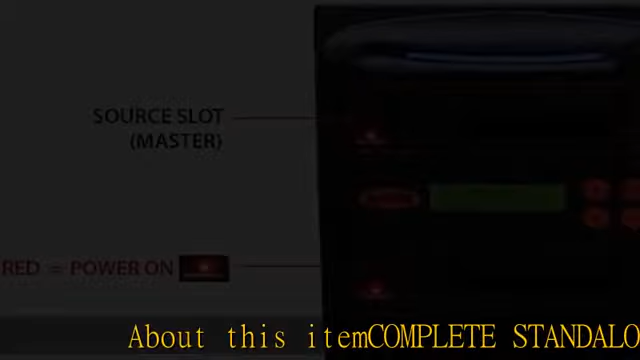 SOURCE SLOT
(MASTER)
RED = POWER ON
About this itemCOMPLETE STANDALO